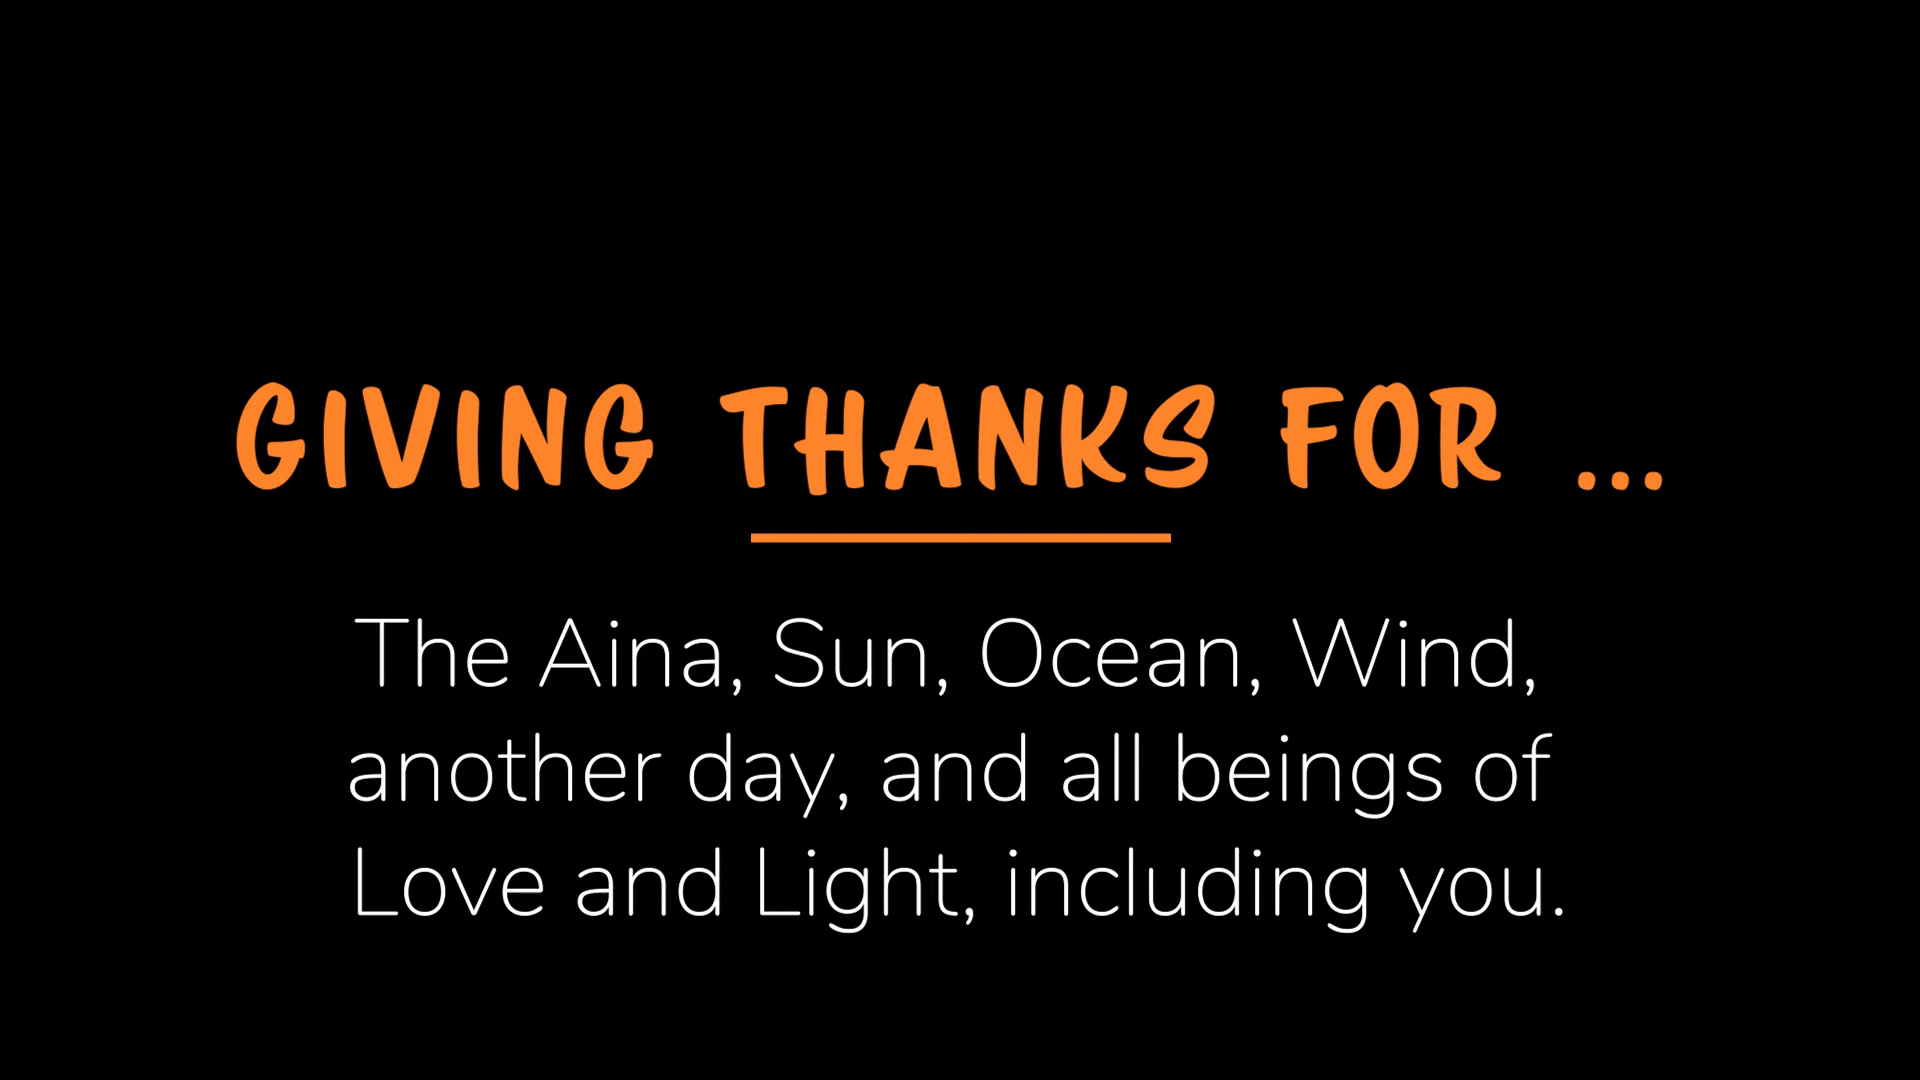 GIVING THANKS FOR ...
The Aina, Sun, Ocean, Wind,
another day, and all beings of
Love and Light, including you.